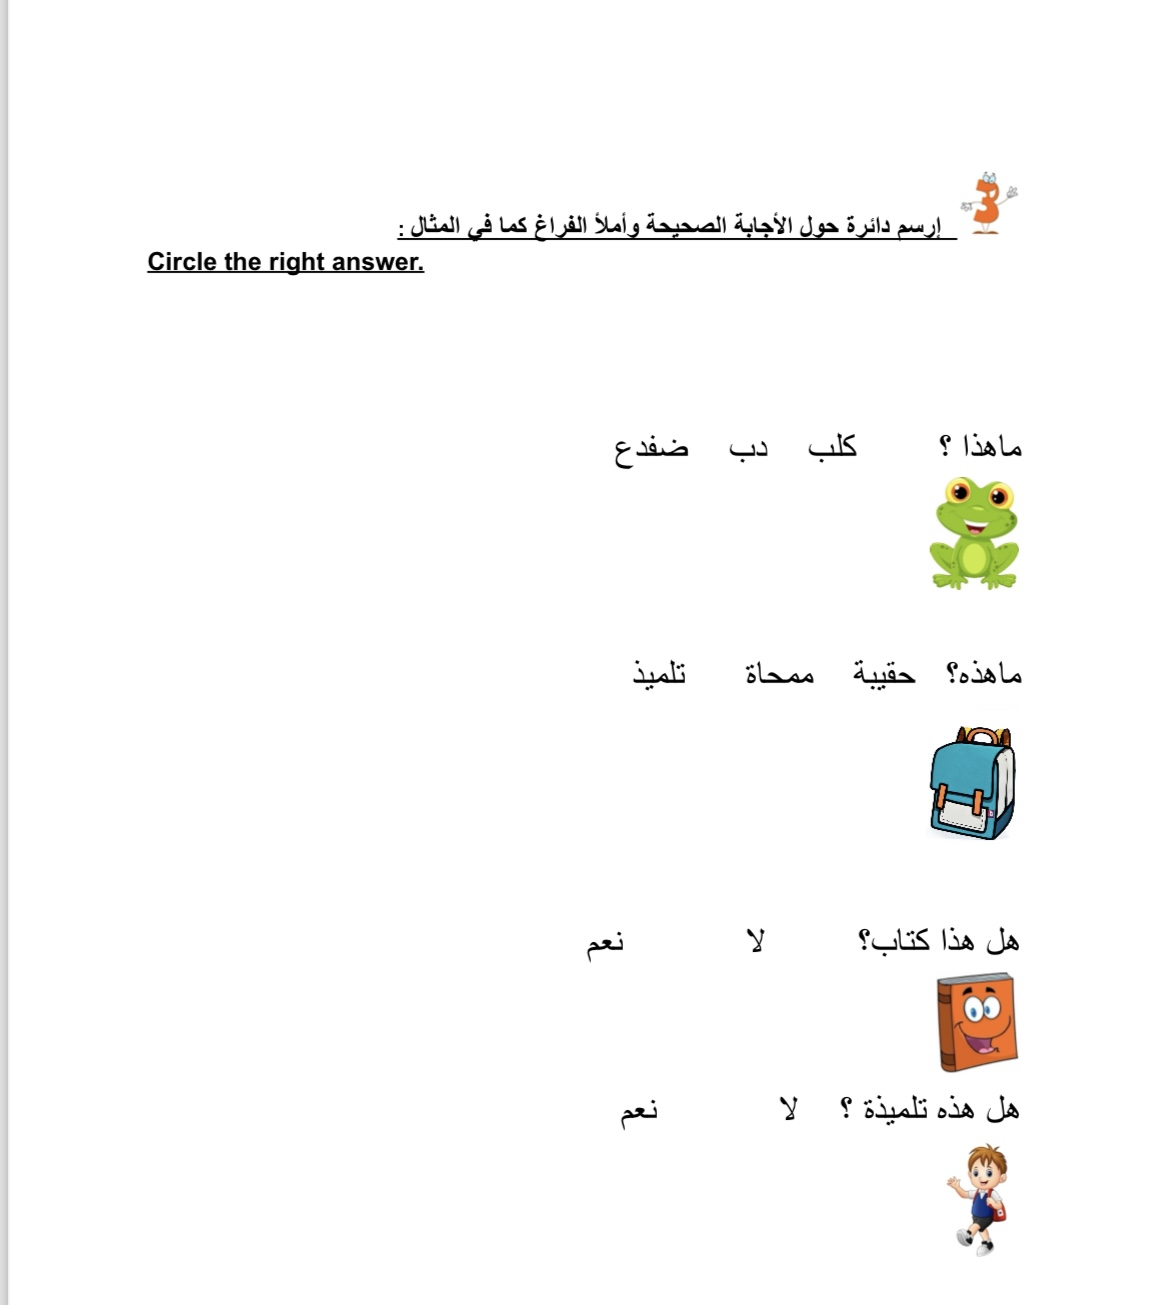 3
إرسم دائرة حول الأجابة الصحيحة وأملأ الفراغ كما في المثال :
Circle the right answer.
ماهذا ؟ كلب دب ضفدع
ماهذه؟ حقيبة ممحاة تلميذ
هل هذا كتاب؟ لا نعم
هل هذه تلميذة ؟ لا نعم